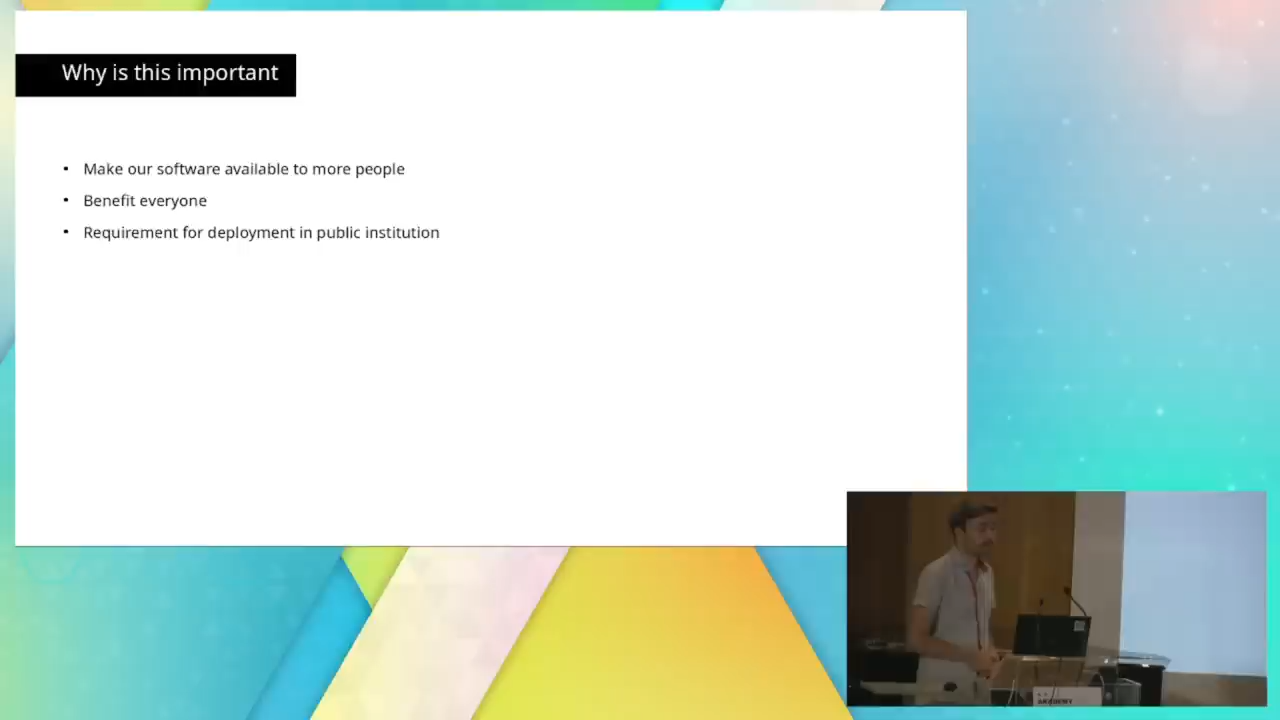 Why is this important
• Make our software available to more people
• Benefit everyone
• Requirement for deployment in public institution
AKADEMY